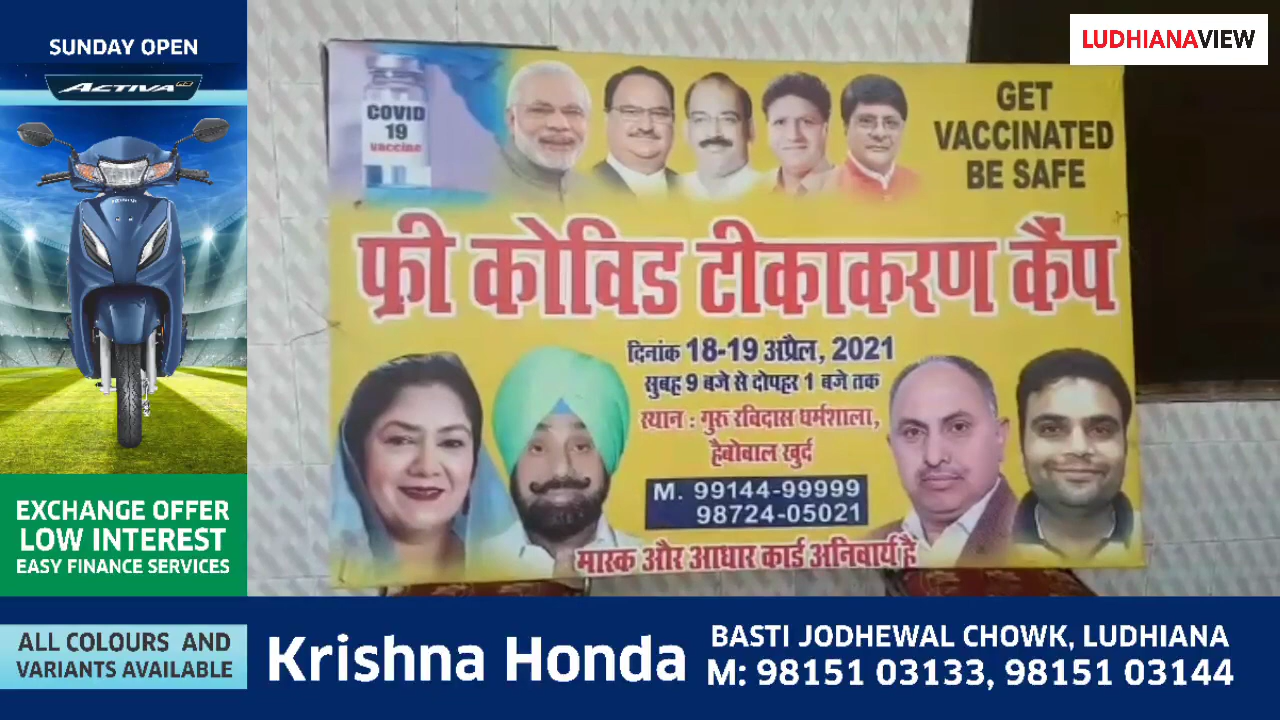 SUNDAY OPEN
ACTIVA
EXCHANGE OFFER
LOW INTEREST
EASY FINANCE SERVICES
ALL COLOURS AND
VARIANTS AVAILABLE
LUDHIANAVIEW
COVID
19
vaccine
GET
VACCINATED
BE SAFE
फ्री कोविड टीकाकरण कैंप
दिनांक 18-19 अप्रैल, 2021
सुबह 9 बजे से दोपहर 1 बजे तक
स्थान : गुरू रविदास धर्मशाला,
हैबोवाल खुर्द
M. 99144-99999
98724-05021
मास्क और आधार कार्ड अनिवार्य है
Krishna Honda
BASTI JODHEWAL CHOWK, LUDHIANA
M: 98151 03133, 98151 03144